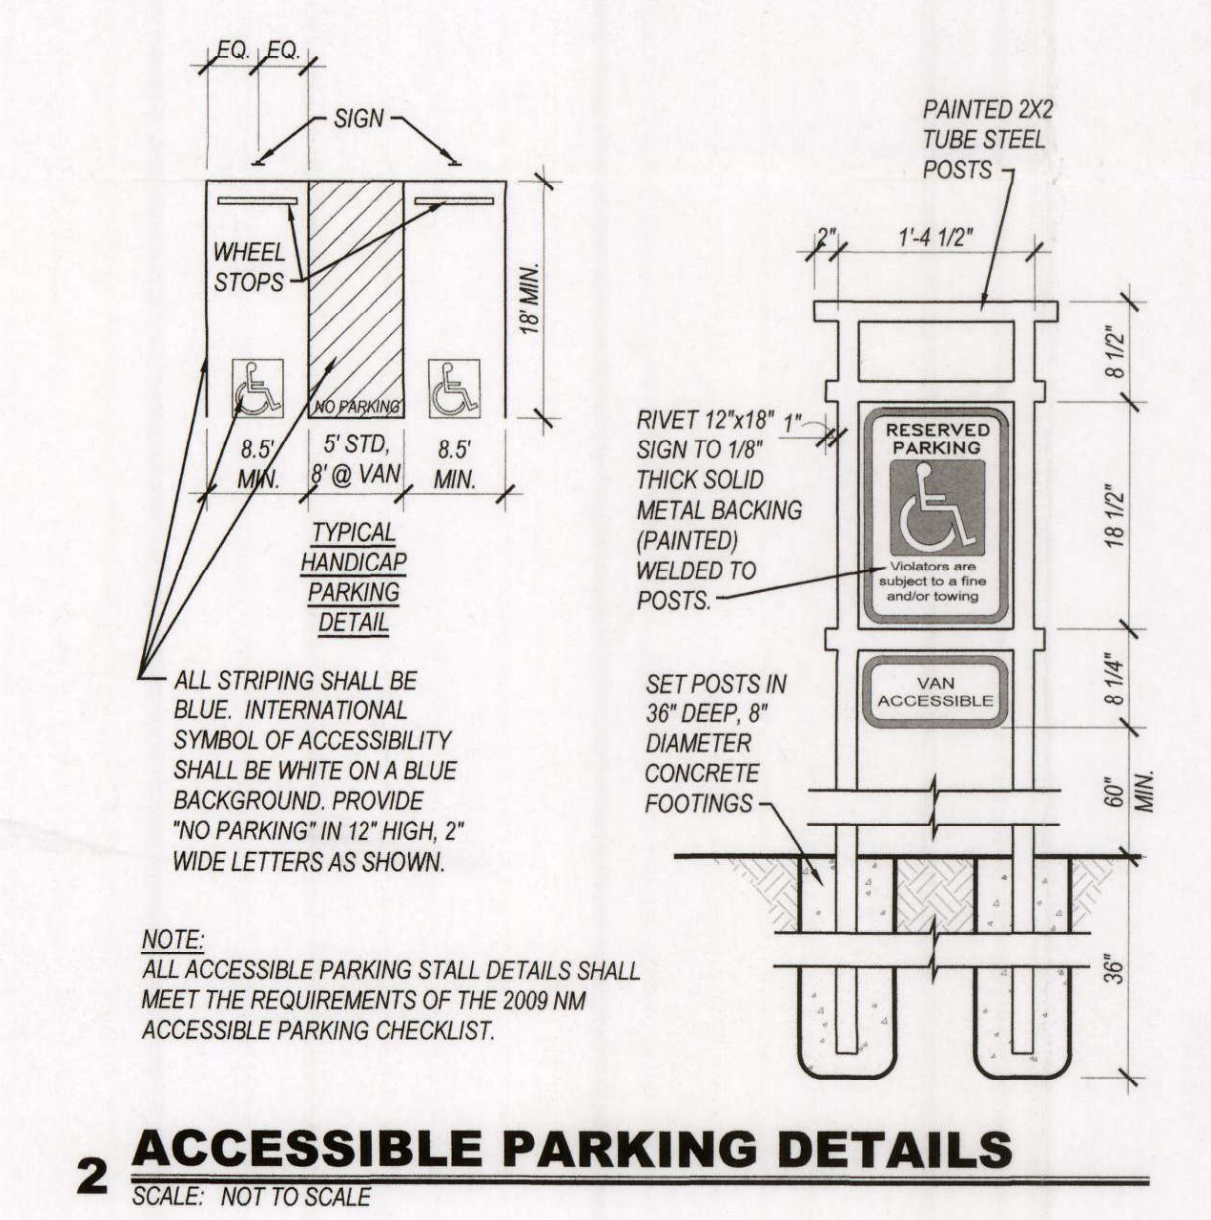 EQ. EQ.
SIGN
WHEEL
STOPS
18' MIN.
NO PARKING
8.5'
MIN.
5' STD,
8' @ VAN
8.5'
MIN.
TYPICAL
HANDICAP
PARKING
DETAIL
ALL STRIPING SHALL BE
BLUE. INTERNATIONAL
SYMBOL OF ACCESSIBILITY
SHALL BE WHITE ON A BLUE
BACKGROUND. PROVIDE
"NO PARKING" IN 12" HIGH, 2"
WIDE LETTERS AS SHOWN.
NOTE:
ALL ACCESSIBLE PARKING STALL DETAILS SHALL
MEET THE REQUIREMENTS OF THE 2009 NM
ACCESSIBLE PARKING CHECKLIST.
PAINTED 2X2
TUBE STEEL
POSTS
2"
1'-4 1/2"
8 1/2"
RIVET 12"x18"
SIGN TO 1/8"
THICK SOLID
METAL BACKING
(PAINTED)
WELDED TO
POSTS.
1"
RESERVED
PARKING
Violators are
subject to a fine
and/or towing
18 1/2"
VAN
ACCESSIBLE
8 1/4"
SET POSTS IN
36" DEEP, 8"
DIAMETER
CONCRETE
FOOTINGS
60"
MIN.
36"
2 ACCESSIBLE PARKING DETAILS
SCALE: NOT TO SCALE